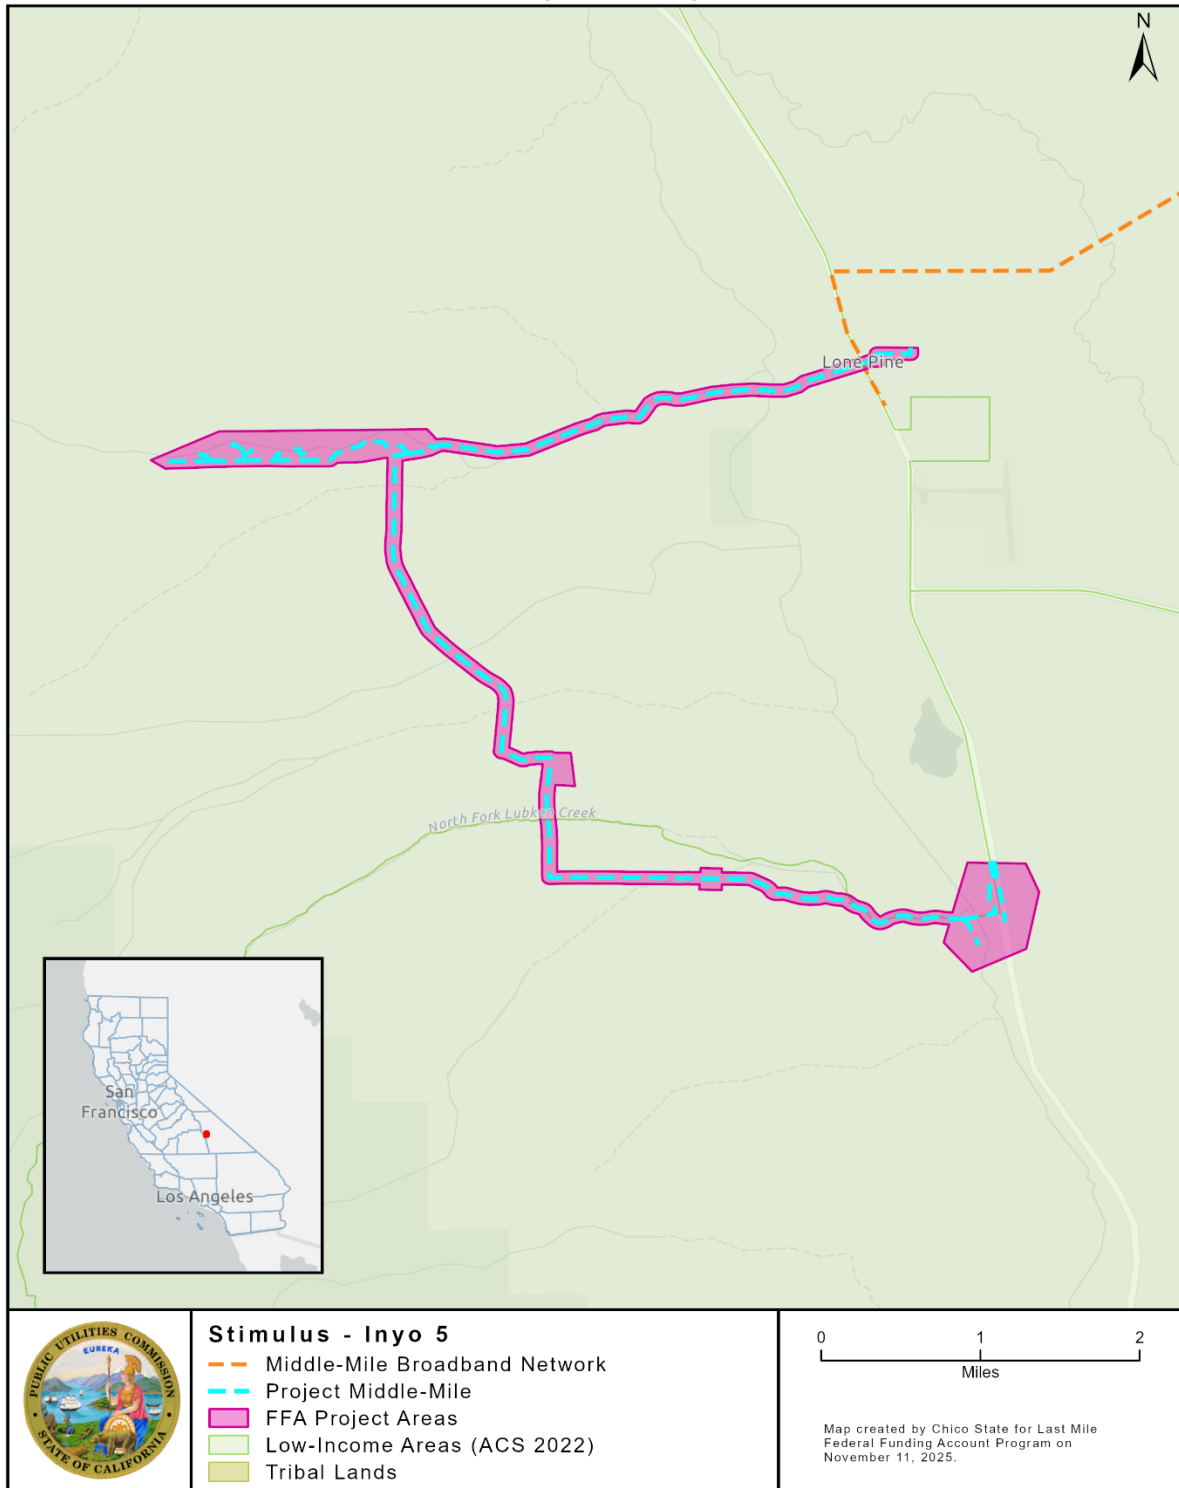 N
Lone Pine
North Fork Lubken Creek
San
Francisco
Los Angeles
PUBLIC UTILITIES COMMISSION
EUREKA
STATE OF CALIFORNIA
Stimulus - Inyo 5
Middle-Mile Broadband Network
Project Middle-Mile
FFA Project Areas
Low-Income Areas (ACS 2022)
Tribal Lands
0 1 2
Miles
Map created by Chico State for Last Mile
Federal Funding Account Program on
November 11, 2025.